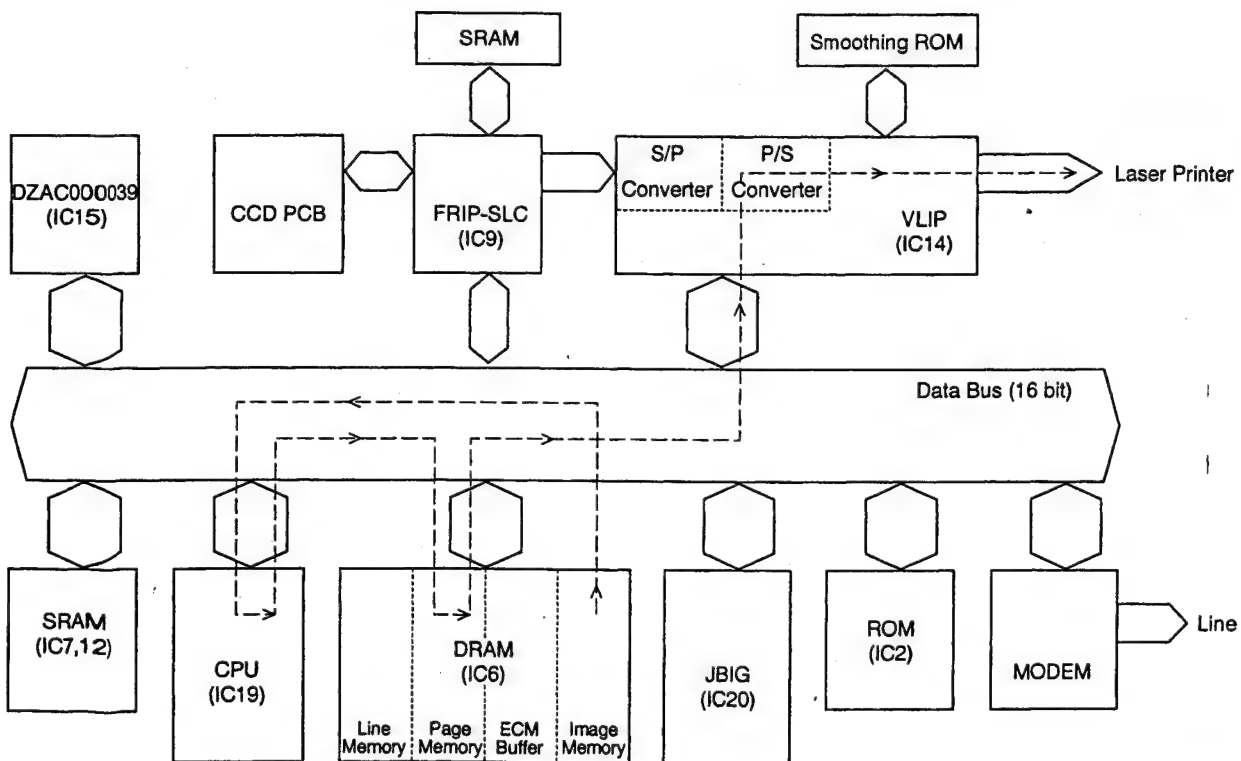 SRAM
Smoothing ROM
DZAC000039
(IC15)
CCD PCB
FRIP-SLC
(IC9)
S/P
Converter
P/S
Converter
VLIP
(IC14)
Laser Printer
Data Bus (16 bit)
SRAM
(IC7,12)
CPU
(IC19)
DRAM
(IC6)
Line
Memory
Page
Memory
ECM
Buffer
Image
Memory
JBIG
(IC20)
ROM
(IC2)
MODEM
Line